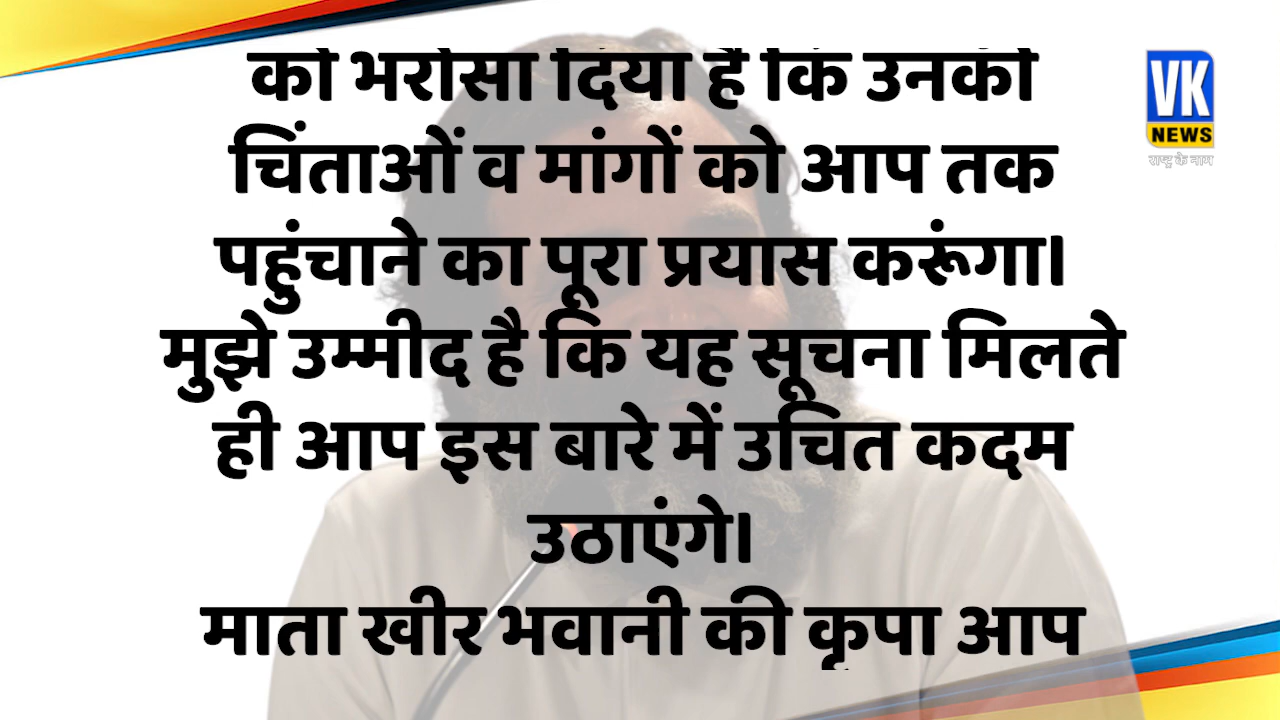 को भरोसा दिया है कि उनकी
चिंताओं व मांगों को आप तक
पहुंचाने का पूरा प्रयास करूंगा।
मुझे उम्मीद है कि यह सूचना मिलते
ही आप इस बारे में उचित कदम
उठाएंगे।
माता खीर भवानी की कृपा आप
VK
NEWS
राष्ट्र के नाम